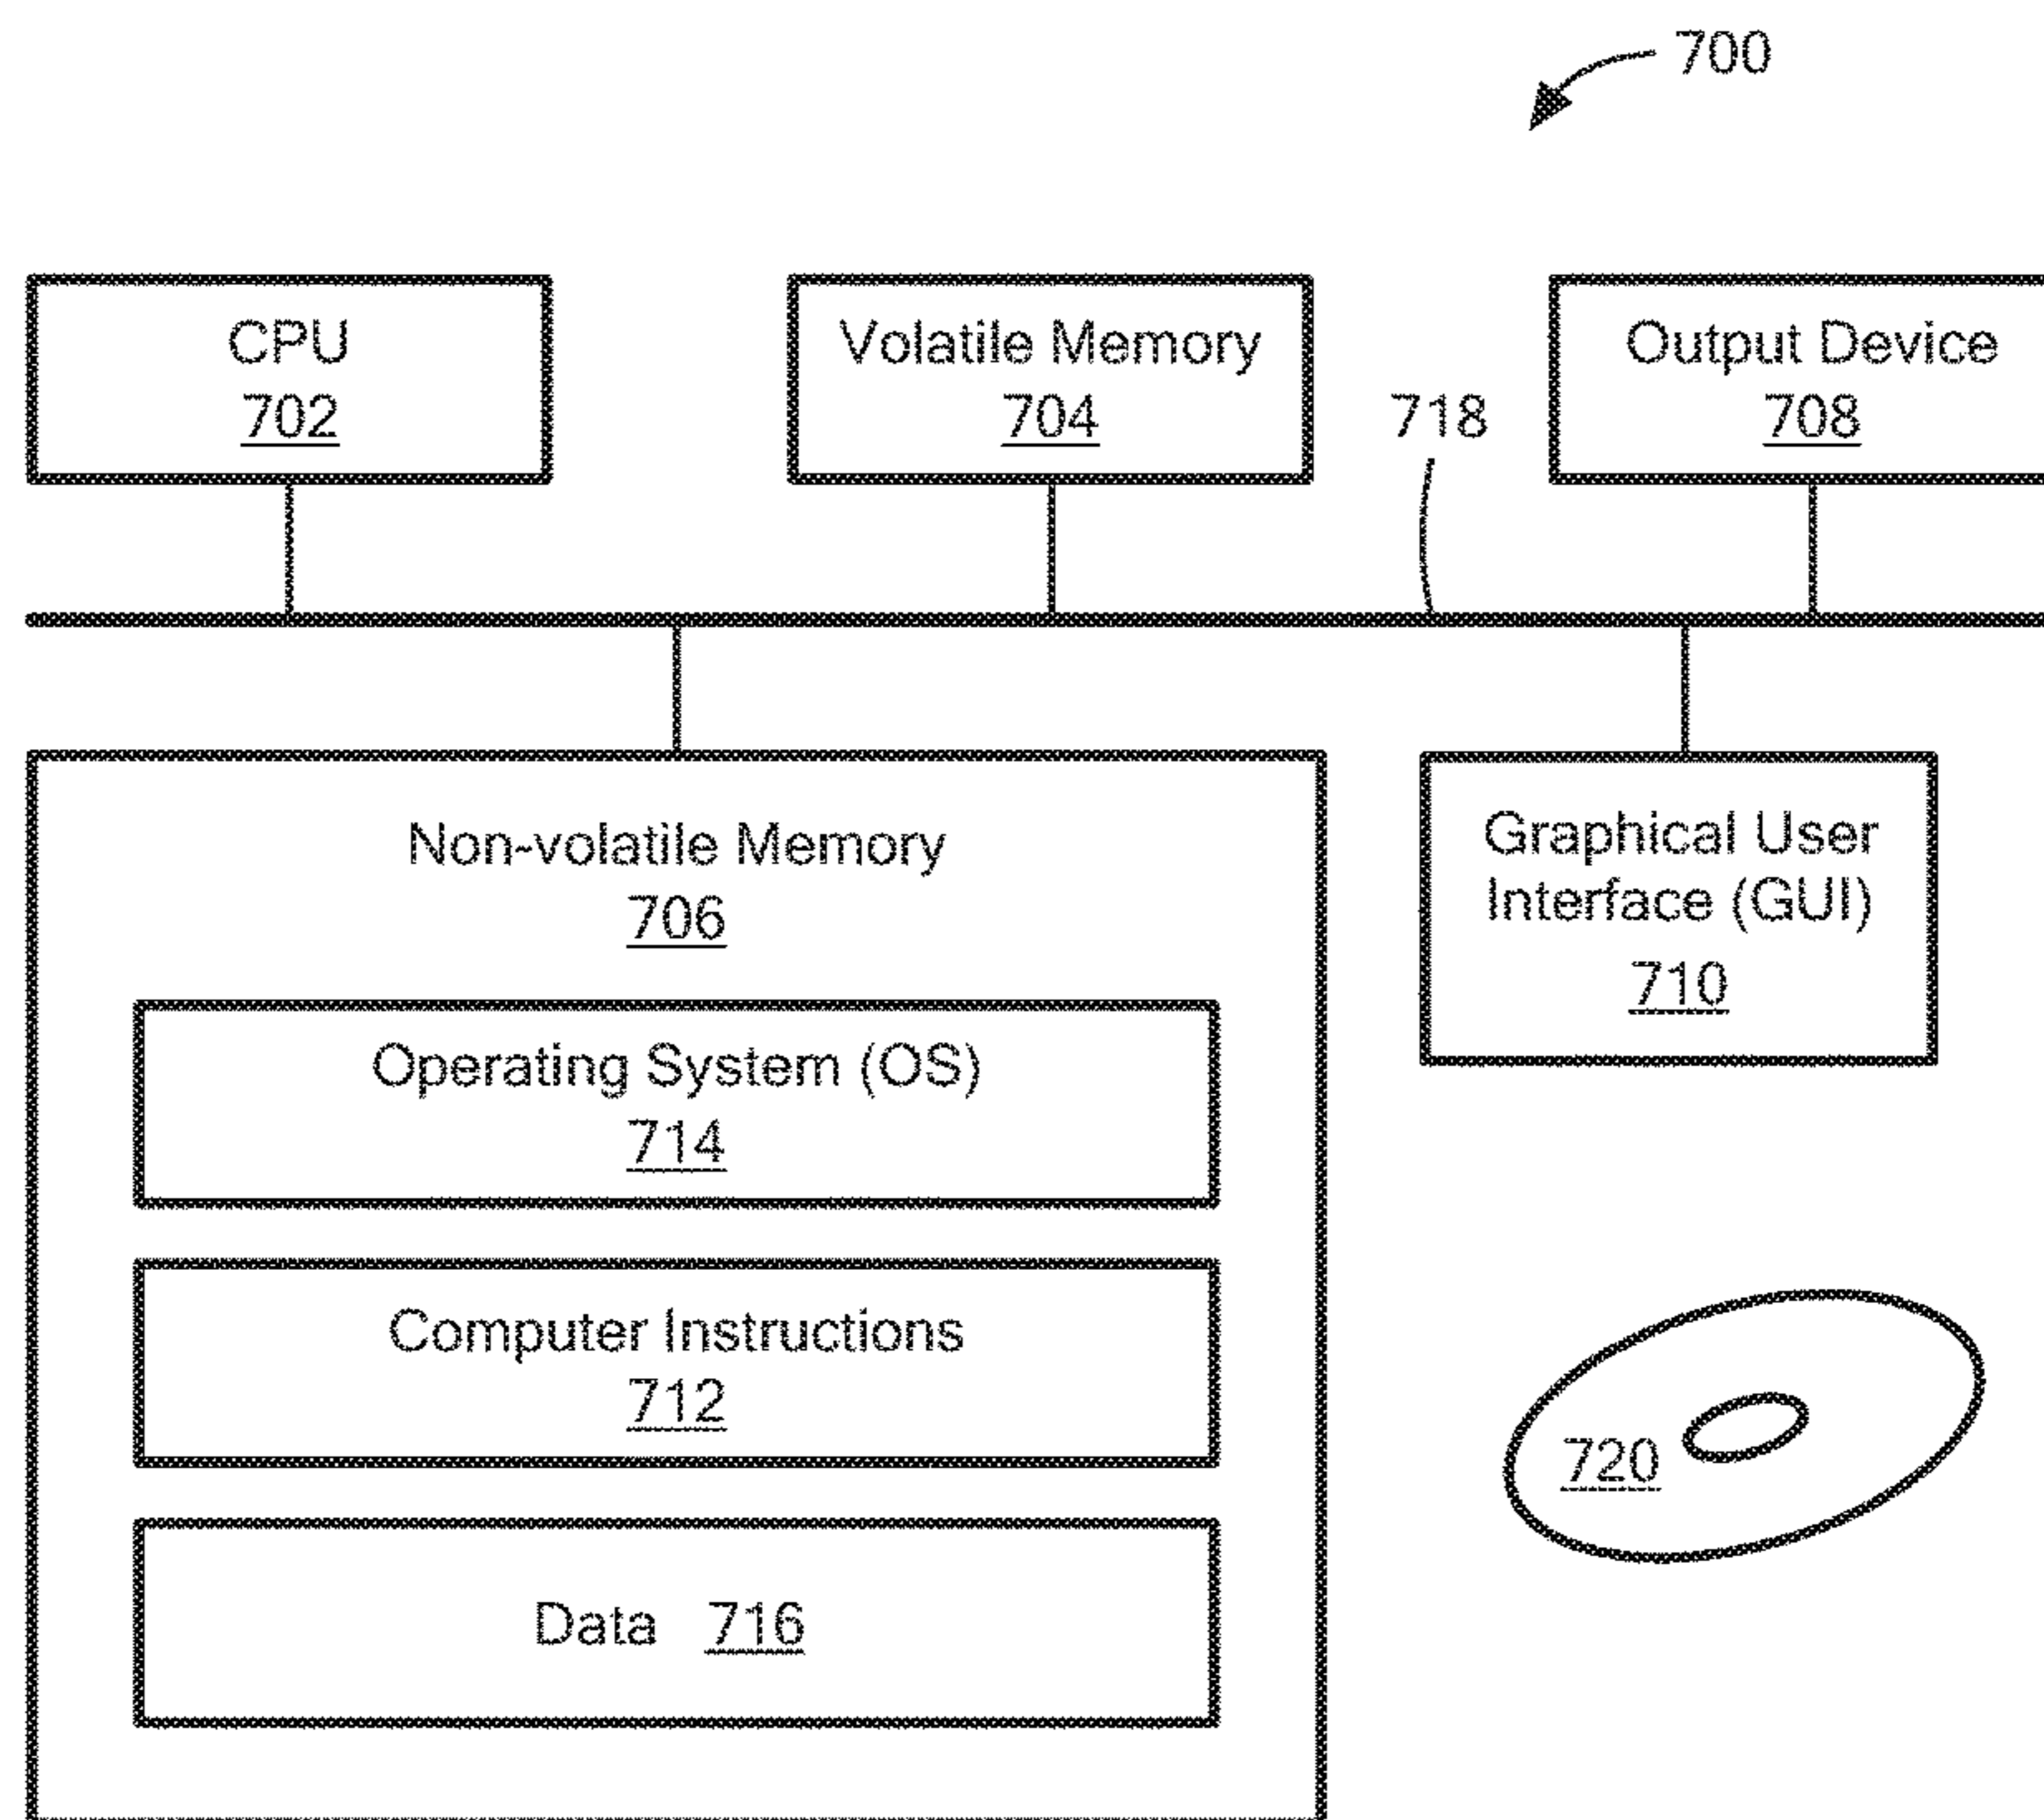 700
CPU
702
Volatile Memory
704
718
Output Device
708
Non-volatile Memory
706
Graphical User
Interface (GUI)
710
Operating System (OS)
714
Computer Instructions
712
720
Data 716